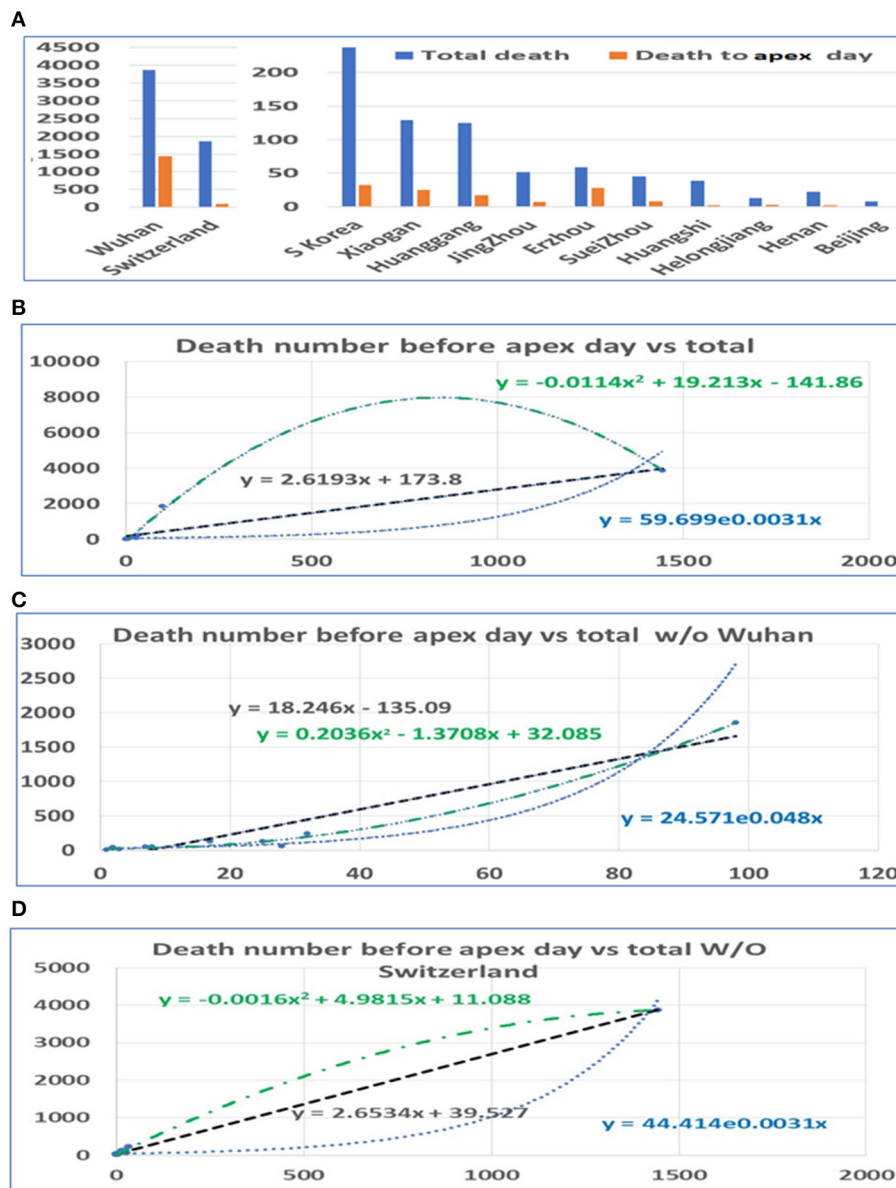 A
4500
4000
3500
3000
2500
2000
1500
1000
500
0
Wuhan
Switzerland
Total death
Death to apex day
200
150
100
50
0
S Korea
Xiaogan
Huanggang
JingZhou
Erzhou
SueiZhou
Huangshi
Helongjiang
Henan
Beijing
B
Death number before apex day vs total
10000
8000
6000
4000
2000
0
y = -0.0114x² + 19.213x - 141.86
y = 2.6193x + 173.8
y = 59.699e0.0031x
0 500 1000 1500 2000
C
Death number before apex day vs total w/o Wuhan
3000
2500
2000
1500
1000
500
0
y = 18.246x - 135.09
y = 0.2036x² - 1.3708x + 32.085
y = 24.571e0.048x
0 20 40 60 80 100 120
D
Death number before apex day vs total W/O
Switzerland
5000
4000
3000
2000
1000
0
y = -0.0016x² + 4.9815x + 11.088
y = 2.6534x + 39.527
y = 44.414e0.0031x
0 500 1000 1500 2000